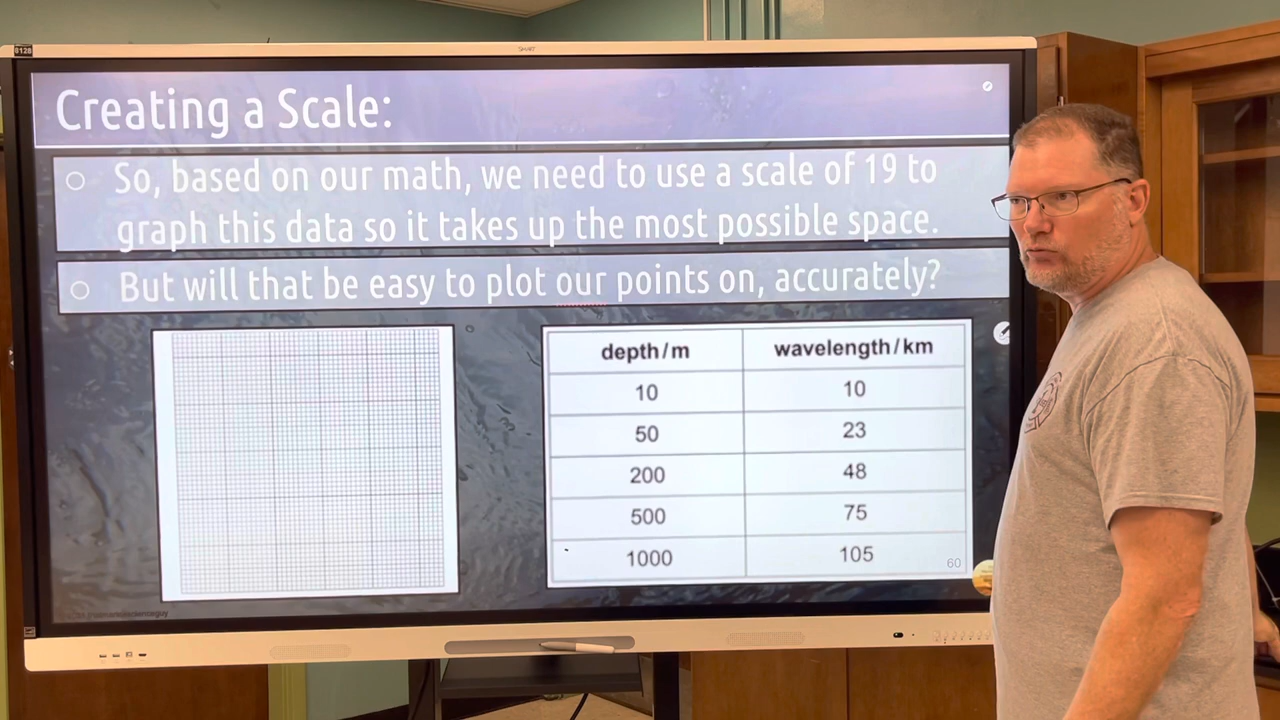 0128
SMART
Creating a Scale:
So, based on our math, we need to use a scale of 19 to
graph this data so it takes up the most possible space.
But will that be easy to plot our points on, accurately?
depth/m wavelength/km
10 10
50 23
200 48
500 75
1000 105
60